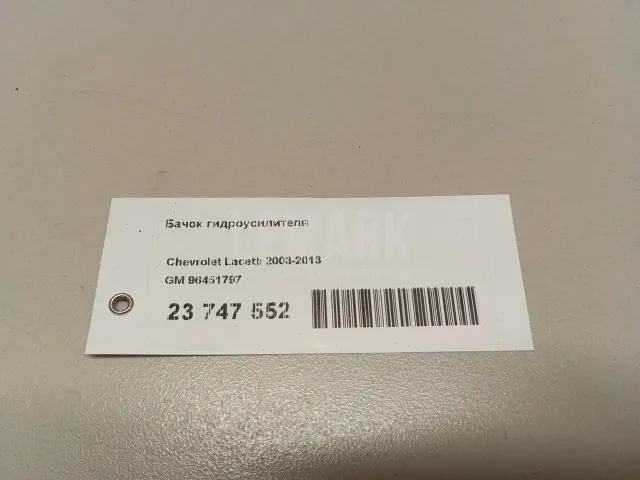 Бачок гидроусилителя
Chevrolet Lacetti 2003-2013
GM 96451797
23 747 552